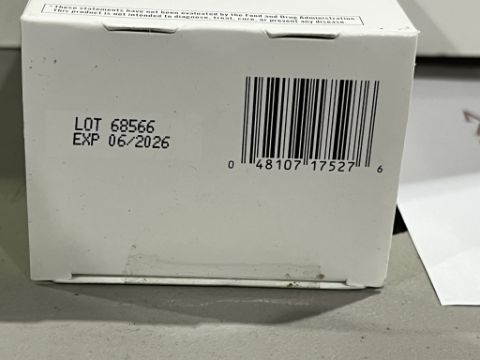 *These statements have not been evaluated by the Food and Drug Administration.
This product is not intended to diagnose, treat, cure, or prevent any disease.
LOT 68566
EXP 06/2026
0 48107 17527 6